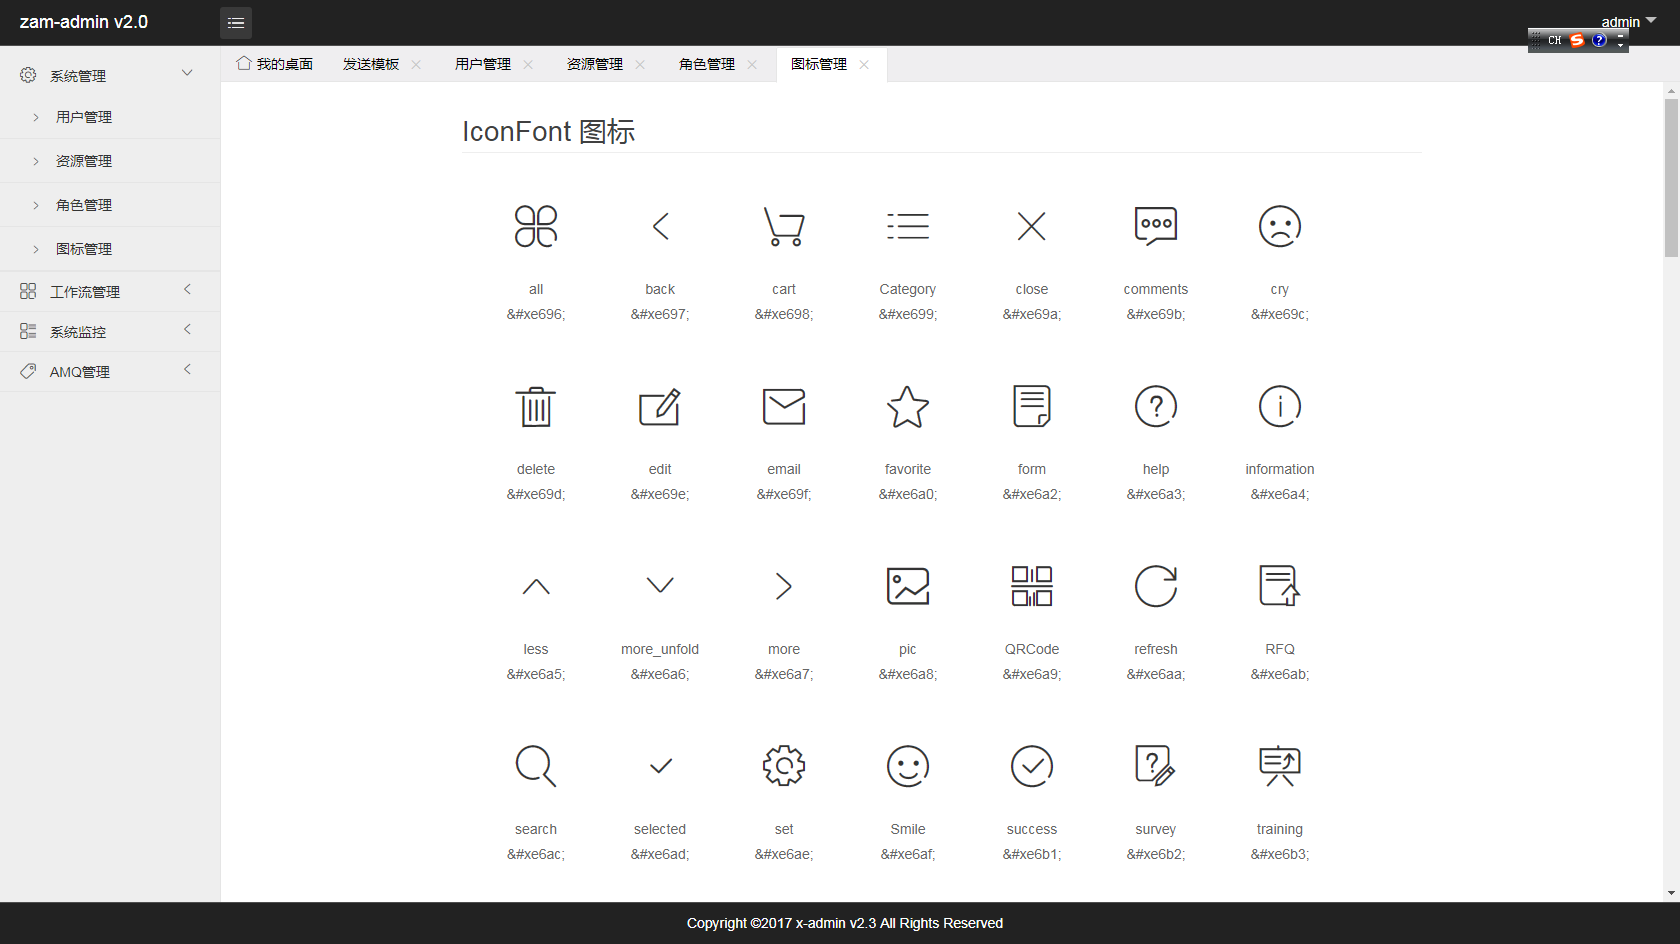 zam-admin v2.0
admin
CH
系统管理
用户管理
资源管理
角色管理
图标管理
工作流管理
系统监控
AMQ管理
我的桌面 发送模板 用户管理 资源管理 角色管理 图标管理
IconFont 图标
all back cart Category close comments cry
&#xe696; &#xe697; &#xe698; &#xe699; &#xe69a; &#xe69b; &#xe69c;
delete edit email favorite form help information
&#xe69d; &#xe69e; &#xe69f; &#xe6a0; &#xe6a2; &#xe6a3; &#xe6a4;
less more_unfold more pic QRCode refresh RFQ
&#xe6a5; &#xe6a6; &#xe6a7; &#xe6a8; &#xe6a9; &#xe6aa; &#xe6ab;
search selected set Smile success survey training
&#xe6ac; &#xe6ad; &#xe6ae; &#xe6af; &#xe6b1; &#xe6b2; &#xe6b3;
Copyright ©2017 x-admin v2.3 All Rights Reserved